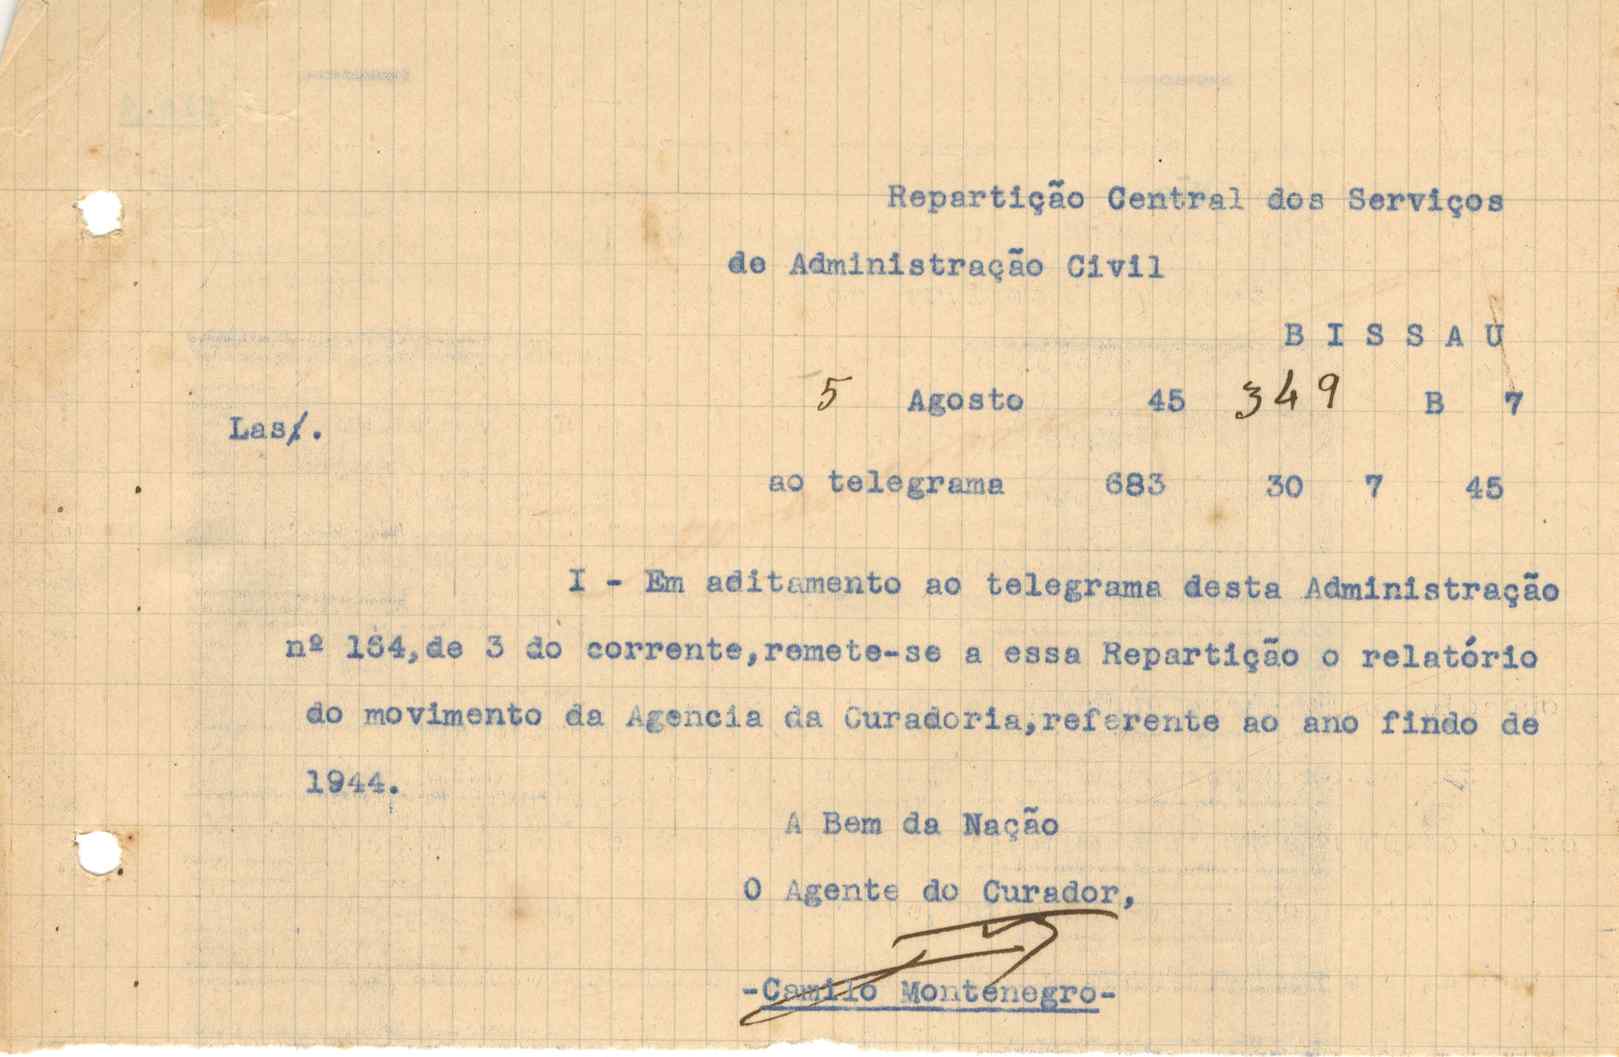 Repartição Central dos Serviços
de Administração Civil
B I S S A U
5 Agosto 45 349 B 7
Las/.
ao telegrama 683 30 7 45
I - Em aditamento ao telegrama desta Administração
nº 164,de 3 do corrente,remete-se a essa Repartição o relatório
do movimento da Agencia da Curadoria,referente ao ano findo de
1944.
A Bem da Nação
O Agente do Curador,
-Camilo Montenegro-